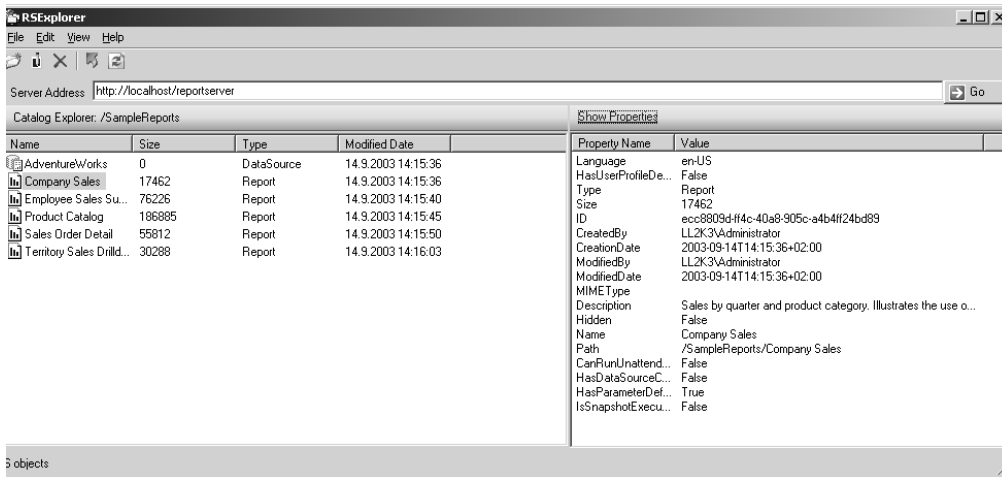 RSExplorer
File Edit View Help
Server Address http://localhost/reportserver Go
Catalog Explorer: /SampleReports Show Properties
Name Size Type Modified Date
AdventureWorks 0 DataSource 14.9.2003 14:15:36
Company Sales 17462 Report 14.9.2003 14:15:36
Employee Sales Su... 76226 Report 14.9.2003 14:15:40
Product Catalog 186885 Report 14.9.2003 14:15:45
Sales Order Detail 55812 Report 14.9.2003 14:15:50
Territory Sales Drilld... 30288 Report 14.9.2003 14:16:03
Property Name Value
Language en-US
HasUserProfileDe... False
Type Report
Size 17462
ID ecc8809d-ff4c-40a8-905c-a4b4ff24bd89
CreatedBy LL2K3\Administrator
CreationDate 2003-09-14T14:15:36+02:00
ModifiedBy LL2K3\Administrator
ModifiedDate 2003-09-14T14:15:36+02:00
MIMEType
Description Sales by quarter and product category. Illustrates the use o...
Hidden False
Name Company Sales
Path /SampleReports/Company Sales
CanRunUnattend... False
HasDataSourceC... False
HasParameterDef... True
IsSnapshotExecu... False
6 objects